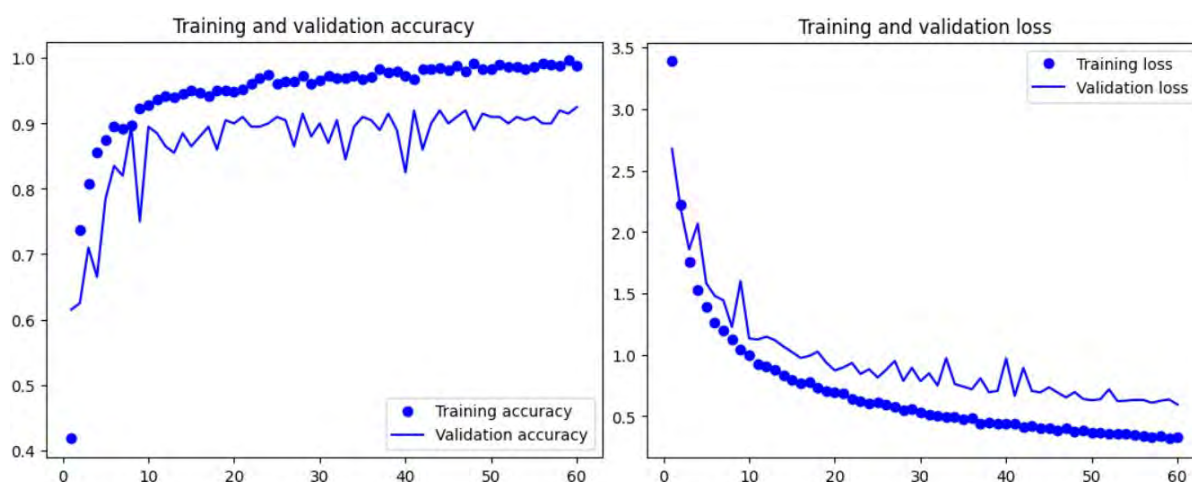 Training and validation accuracy
1.0
0.9
0.8
0.7
0.6
0.5
0.4
0 10 20 30 40 50 60
Training accuracy
Validation accuracy
Training and validation loss
3.5
3.0
2.5
2.0
1.5
1.0
0.5
0 10 20 30 40 50 60
Training loss
Validation loss